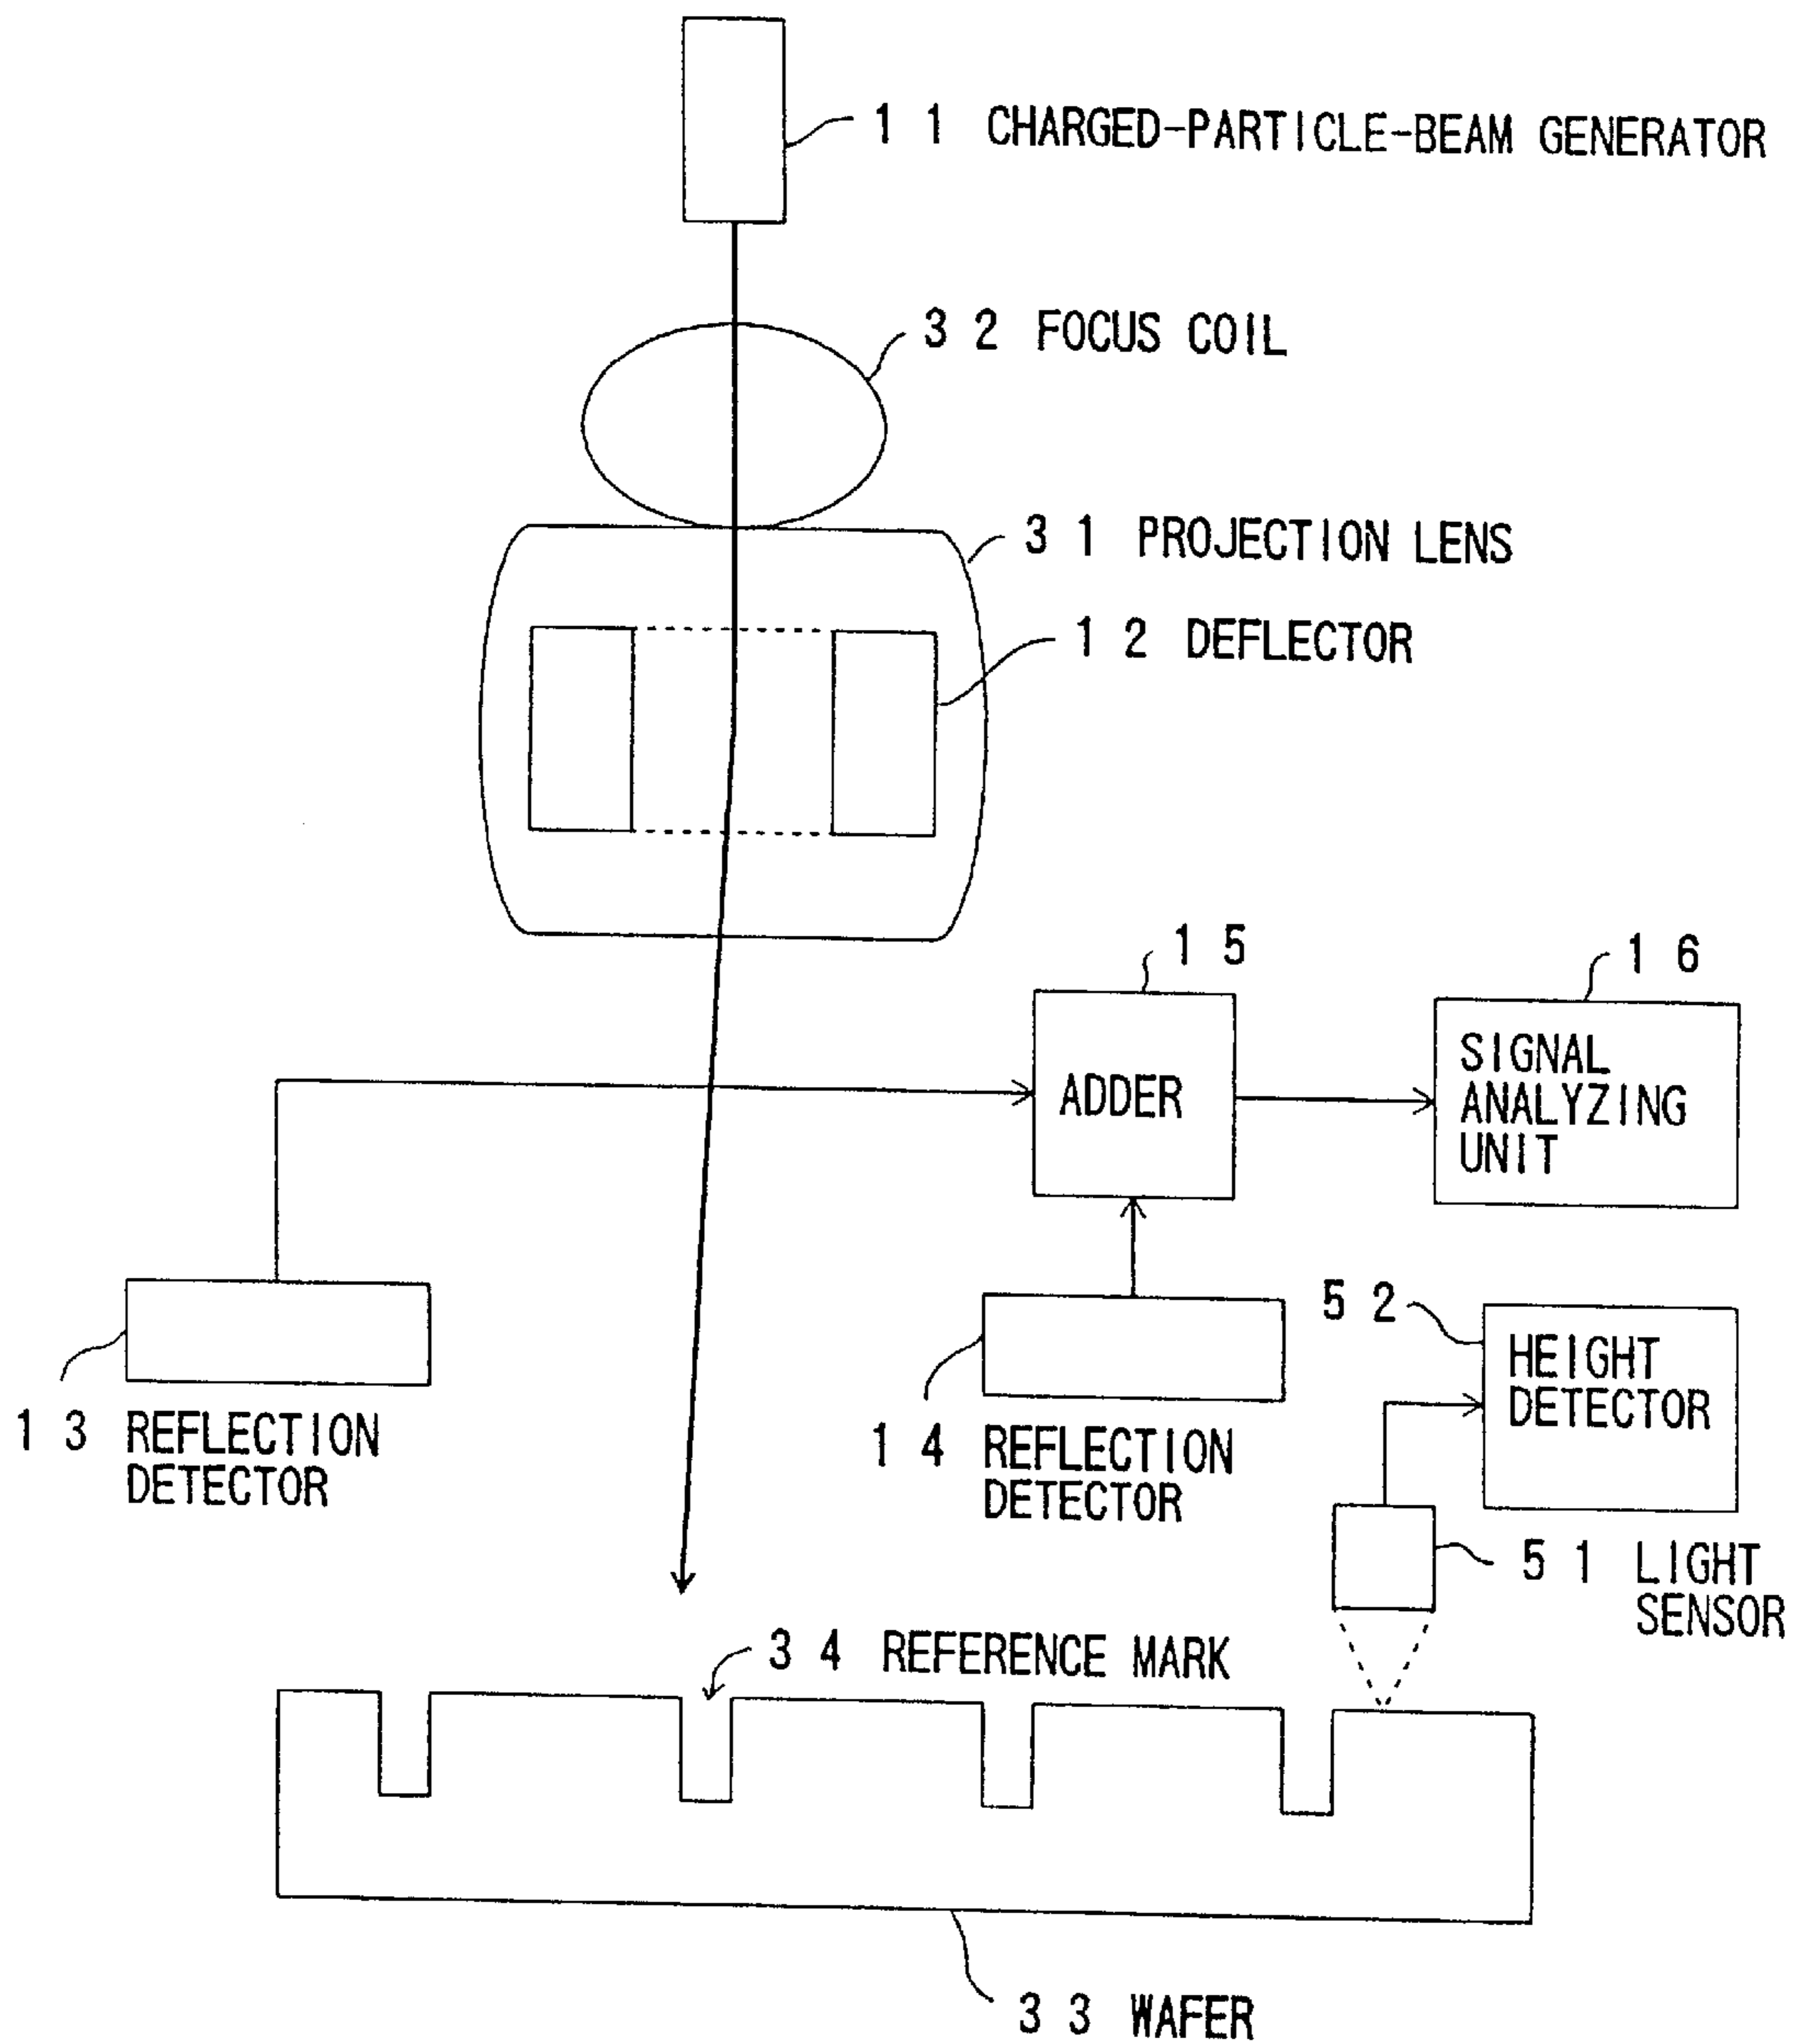 11 CHARGED-PARTICLE-BEAM GENERATOR
32 FOCUS COIL
31 PROJECTION LENS
12 DEFLECTOR
15
ADDER
16
SIGNAL
ANALYZING
UNIT
13 REFLECTION
DETECTOR
14 REFLECTION
DETECTOR
52
HEIGHT
DETECTOR
51 LIGHT
SENSOR
34 REFERENCE MARK
33 WAFER